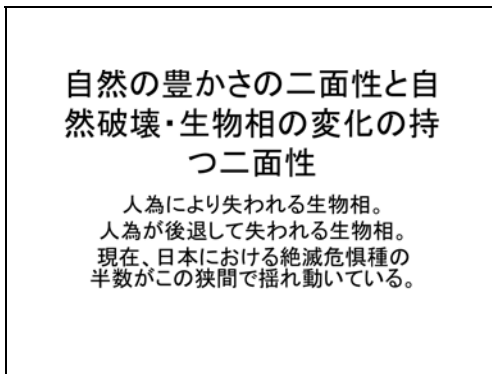 自然の豊かさの二面性と自
然破壊・生物相の変化の持
つ二面性
人為により失われる生物相。
人為が後退して失われる生物相。
現在、日本における絶滅危惧種の
半数がこの狭間で揺れ動いている。